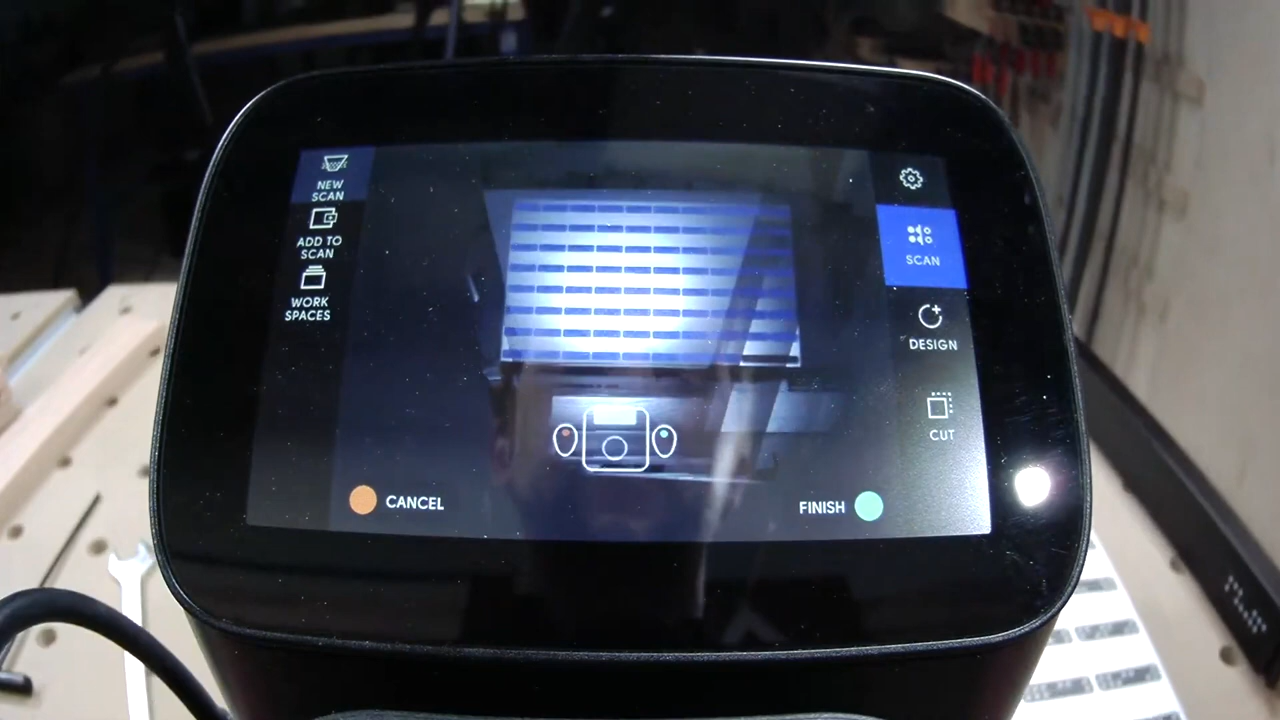 NEW
SCAN
ADD TO
SCAN
WORK
SPACES
SCAN
DESIGN
CUT
CANCEL
FINISH